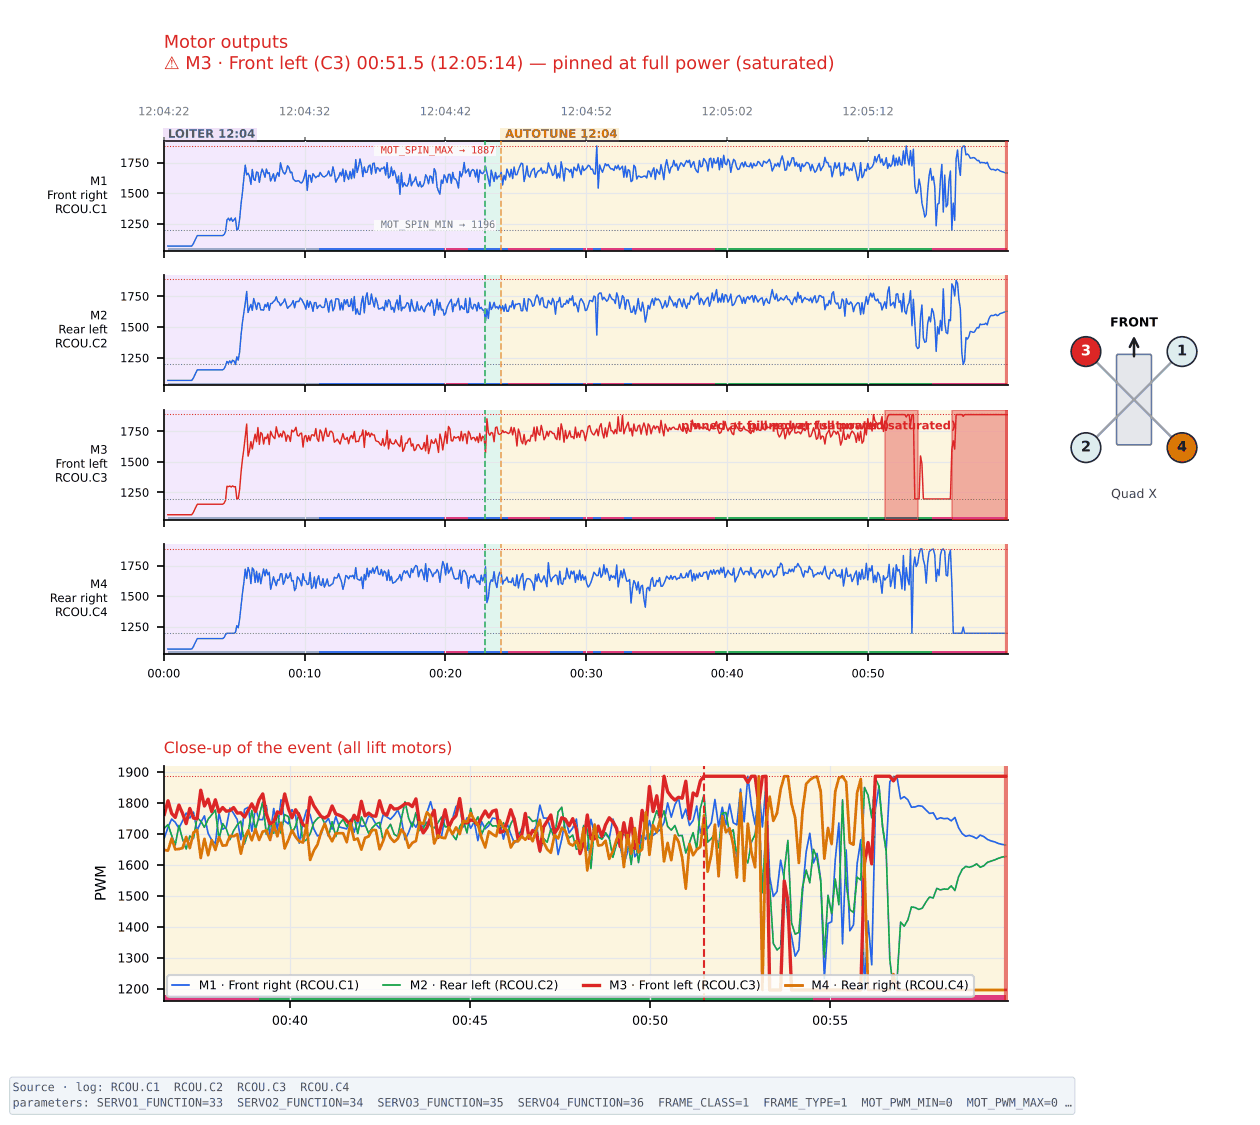 Motor outputs
⚠ M3 · Front left (C3) 00:51.5 (12:05:14) — pinned at full power (saturated)
12:04:22 12:04:32 12:04:42 12:04:52 12:05:02 12:05:12
LOITER 12:04 AUTOTUNE 12:04
MOT_SPIN_MAX → 1887
MOT_SPIN_MIN → 1196
M1
Front right
RCOU.C1
1750
1500
1250
M2
Rear left
RCOU.C2
1750
1500
1250
M3
Front left
RCOU.C3
1750
1500
1250
M4
Rear right
RCOU.C4
1750
1500
1250
00:00 00:10 00:20 00:30 00:40 00:50
FRONT
3 1
2 4
Quad X
Close-up of the event (all lift motors)
PWM
1900
1800
1700
1600
1500
1400
1300
1200
M1 · Front right (RCOU.C1) M2 · Rear left (RCOU.C2) M3 · Front left (RCOU.C3) M4 · Rear right (RCOU.C4)
00:40 00:45 00:50 00:55
Source · log: RCOU.C1 RCOU.C2 RCOU.C3 RCOU.C4
parameters: SERVO1_FUNCTION=33 SERVO2_FUNCTION=34 SERVO3_FUNCTION=35 SERVO4_FUNCTION=36 FRAME_CLASS=1 FRAME_TYPE=1 MOT_PWM_MIN=0 MOT_PWM_MAX=0 …